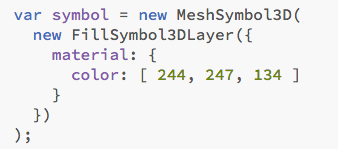 var symbol = new MeshSymbol3D(
  new FillSymbol3DLayer({
    material: {
      color: [ 244, 247, 134 ]
    }
  })
);